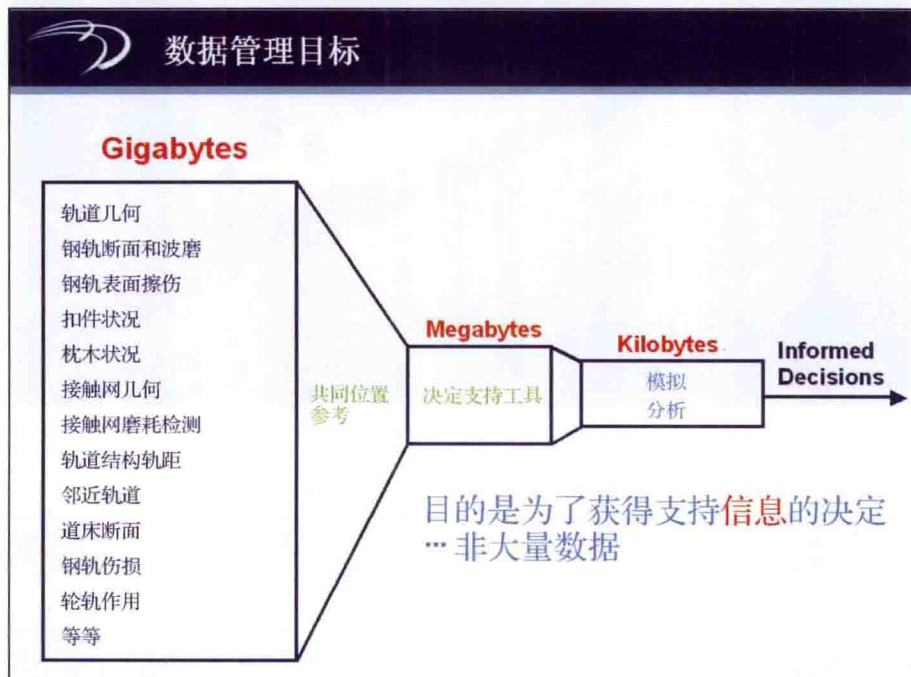 数据管理目标
Gigabytes
轨道几何
钢轨断面和波磨
钢轨表面擦伤
扣件状况
枕木状况
接触网几何
接触网磨耗检测
轨道结构轨距
邻近轨道
道床断面
钢轨伤损
轮轨作用
等等
共同位置
参考
Megabytes
决定支持工具
Kilobytes
模拟
分析
Informed
Decisions
目的是为了获得支持信息的决定
… 非大量数据